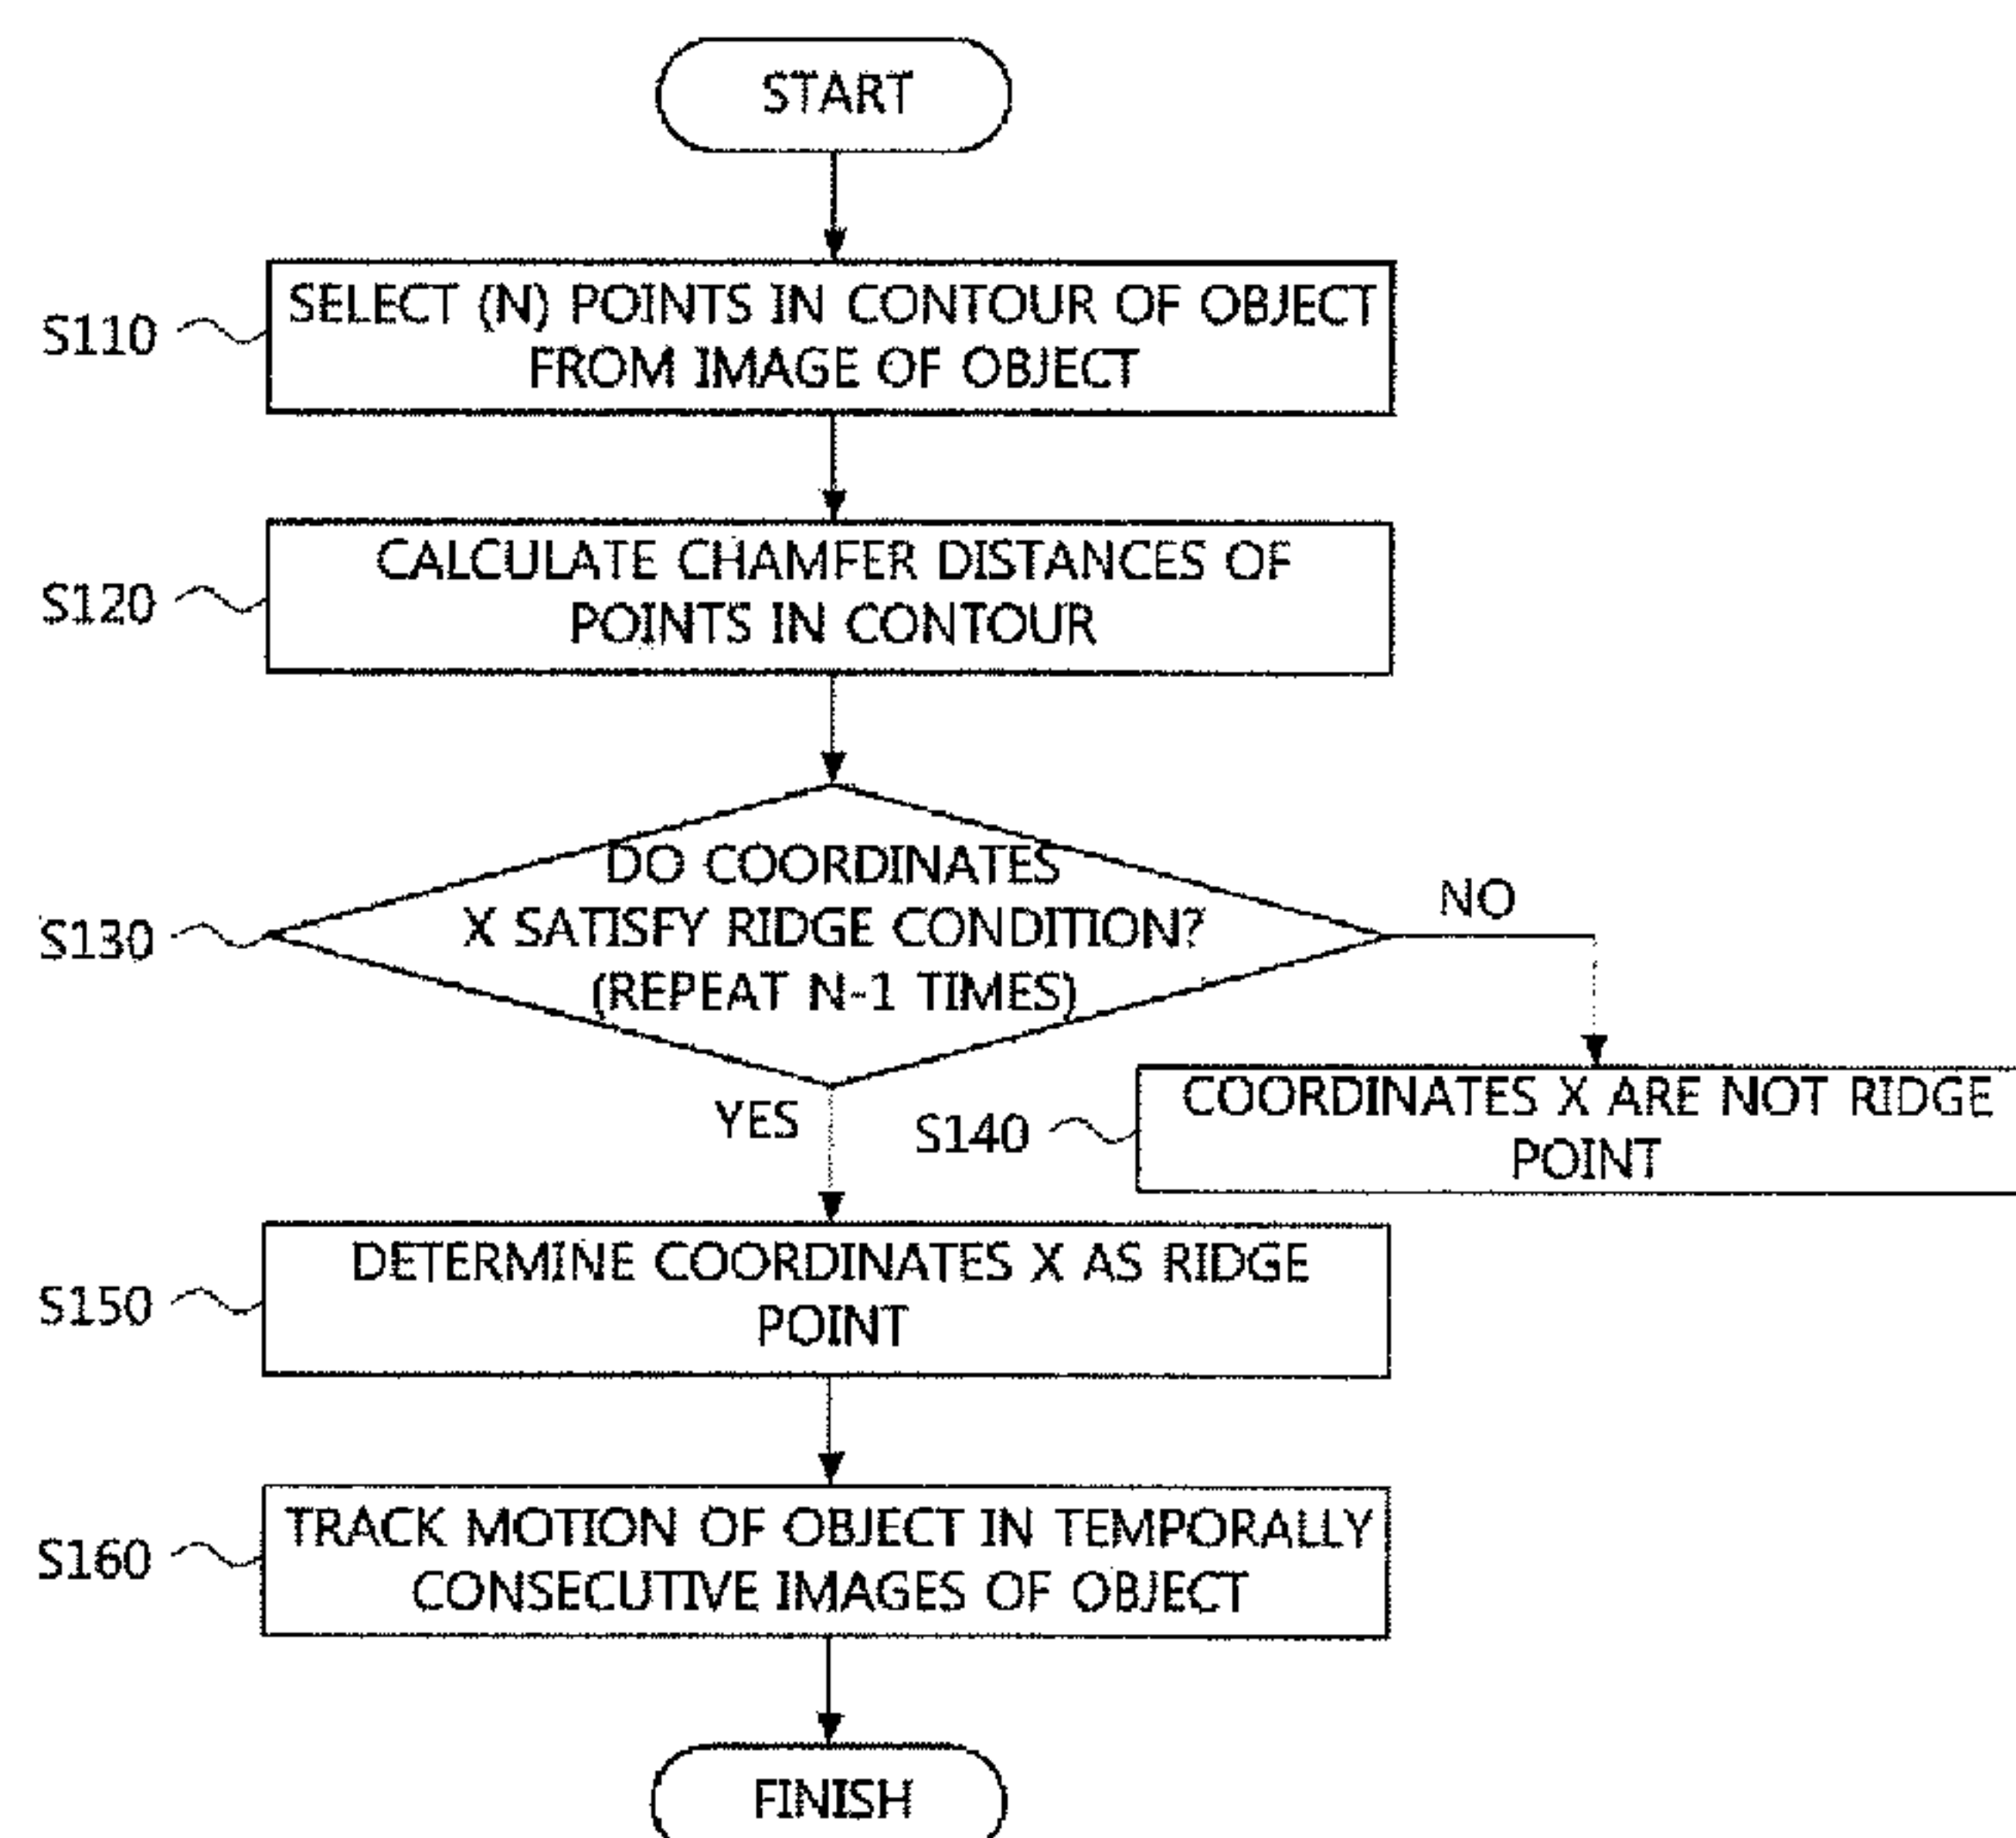 START
S110
SELECT (N) POINTS IN CONTOUR OF OBJECT
FROM IMAGE OF OBJECT
S120
CALCULATE CHAMFER DISTANCES OF
POINTS IN CONTOUR
S130
DO COORDINATES
X SATISFY RIDGE CONDITION?
(REPEAT N-1 TIMES)
NO
YES
S140
COORDINATES X ARE NOT RIDGE
POINT
S150
DETERMINE COORDINATES X AS RIDGE
POINT
S160
TRACK MOTION OF OBJECT IN TEMPORALLY
CONSECUTIVE IMAGES OF OBJECT
FINISH